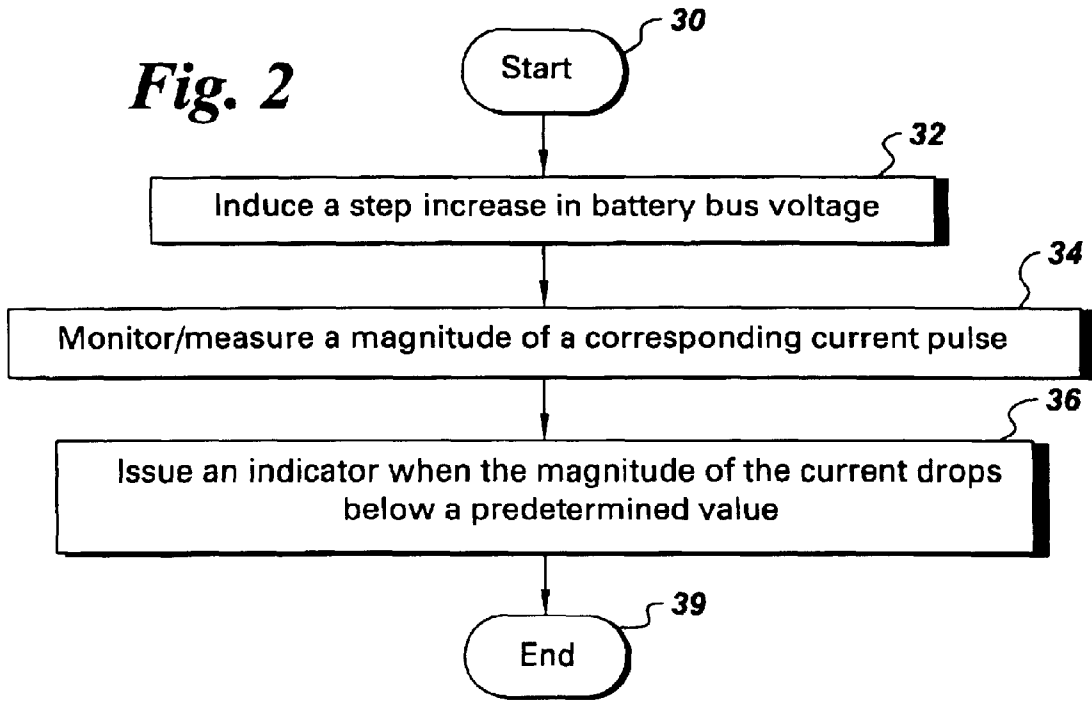 Fig. 2
30
Start
32
Induce a step increase in battery bus voltage
34
Monitor/measure a magnitude of a corresponding current pulse
36
Issue an indicator when the magnitude of the current drops
below a predetermined value
39
End